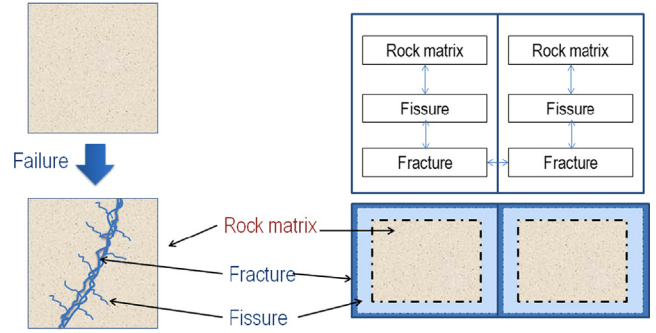 Rock matrix
Rock matrix
Fissure
Fissure
Fracture
Fracture
Failure
Rock matrix
Fracture
Fissure